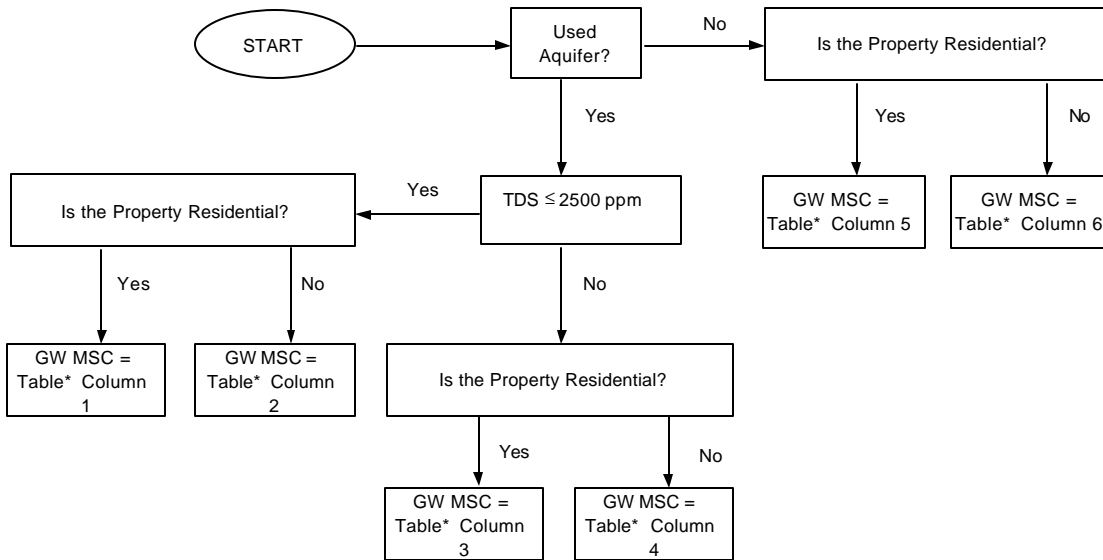 START
Used
Aquifer?
No
Is the Property Residential?
Yes
Yes
No
Is the Property Residential?
Yes
TDS ≤ 2500 ppm
GW MSC =
Table* Column 5
GW MSC =
Table* Column 6
Yes
No
No
GW MSC =
Table* Column
1
GW MSC =
Table* Column
2
Is the Property Residential?
Yes
No
GW MSC =
Table* Column
3
GW MSC =
Table* Column
4